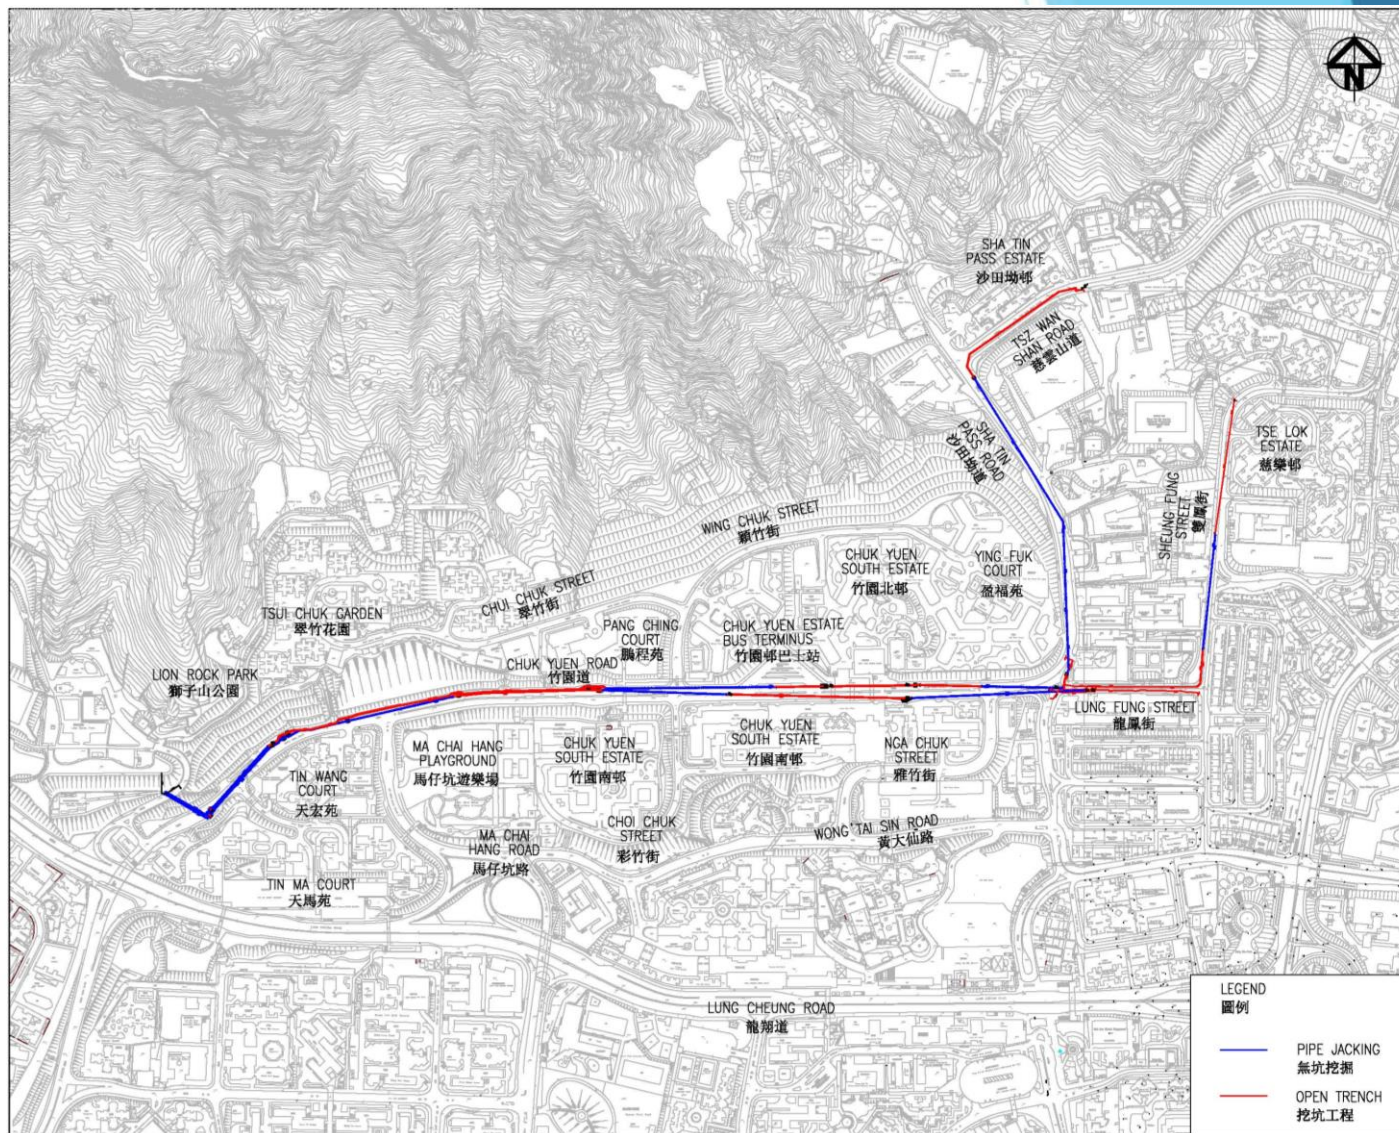 N
SHA TIN
PASS ESTATE
沙田坳邨
TSZ WAN
SHAN ROAD
慈雲山道
SHA TIN
PASS ROAD
沙田坳道
TSE LOK
ESTATE
慈樂邨
SHEUNG FUNG
STREET
雙鳳街
WING CHUK STREET
穎竹街
CHUK YUEN
SOUTH ESTATE
竹園北邨
YING FUK
COURT
盈福苑
CHUI CHUK STREET
翠竹街
TSUI CHUK GARDEN
翠竹花園
PANG CHING
COURT
鵬程苑
CHUK YUEN ESTATE
BUS TERMINUS
竹園邨巴士站
LION ROCK PARK
獅子山公園
CHUK YUEN ROAD
竹園道
LUNG FUNG STREET
龍鳳街
TIN WANG
COURT
天宏苑
MA CHAI HANG
PLAYGROUND
馬仔坑遊樂場
CHUK YUEN
SOUTH ESTATE
竹園南邨
CHUK YUEN
SOUTH ESTATE
竹園南邨
NGA CHUK
STREET
雅竹街
MA CHAI
HANG ROAD
馬仔坑路
CHOI CHUK
STREET
彩竹街
WONG TAI SIN ROAD
黃大仙路
TIN MA COURT
天馬苑
LUNG CHEUNG ROAD
龍翔道
LEGEND
圖例
PIPE JACKING
無坑挖掘
OPEN TRENCH
挖坑工程